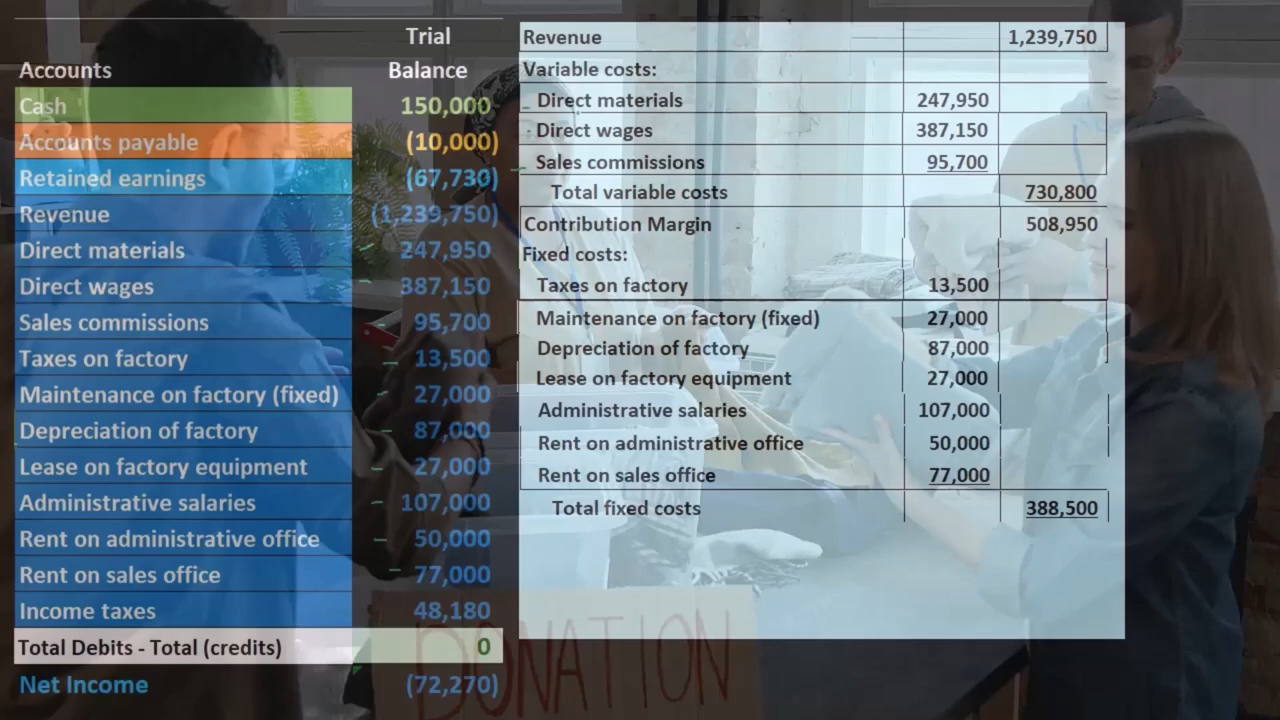 Trial
Accounts Balance
Cash 150,000
Accounts payable (10,000)
Retained earnings (67,730)
Revenue (1,239,750)
Direct materials 247,950
Direct wages 387,150
Sales commissions 95,700
Taxes on factory 13,500
Maintenance on factory (fixed) 27,000
Depreciation of factory 87,000
Lease on factory equipment 27,000
Administrative salaries 107,000
Rent on administrative office 50,000
Rent on sales office 77,000
Income taxes 48,180
Total Debits - Total (credits) 0
Net Income (72,270)
Revenue 1,239,750
Variable costs:
Direct materials 247,950
Direct wages 387,150
Sales commissions 95,700
Total variable costs 730,800
Contribution Margin 508,950
Fixed costs:
Taxes on factory 13,500
Maintenance on factory (fixed) 27,000
Depreciation of factory 87,000
Lease on factory equipment 27,000
Administrative salaries 107,000
Rent on administrative office 50,000
Rent on sales office 77,000
Total fixed costs 388,500
DONATION